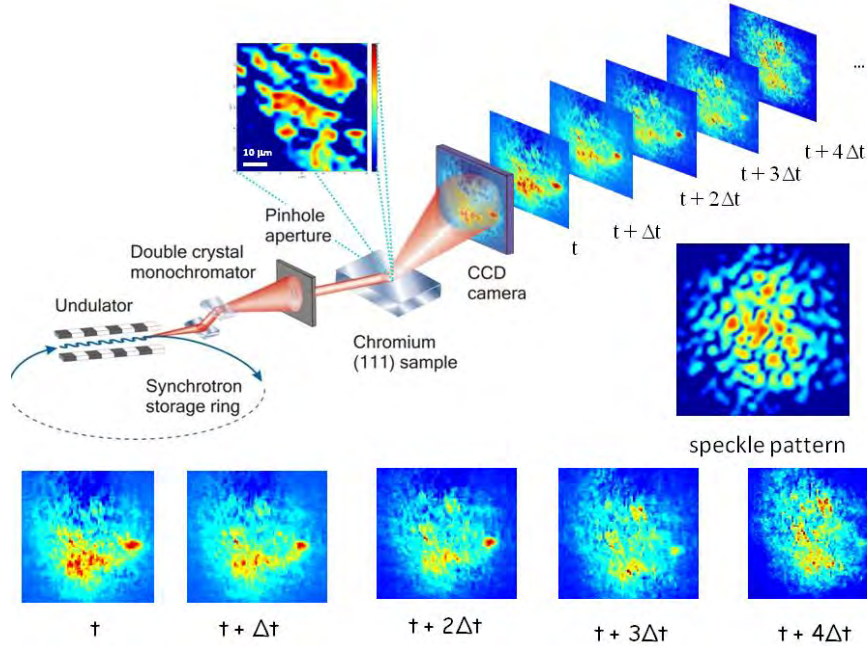 10 μm
Pinhole
aperture
Double crystal
monochromator
Undulator
Synchrotron
storage ring
Chromium
(111) sample
CCD
camera
t
t + Δt
t + 2Δt
t + 3Δt
t + 4Δt
...
speckle pattern
t
t + Δt
t + 2Δt
t + 3Δt
t + 4Δt